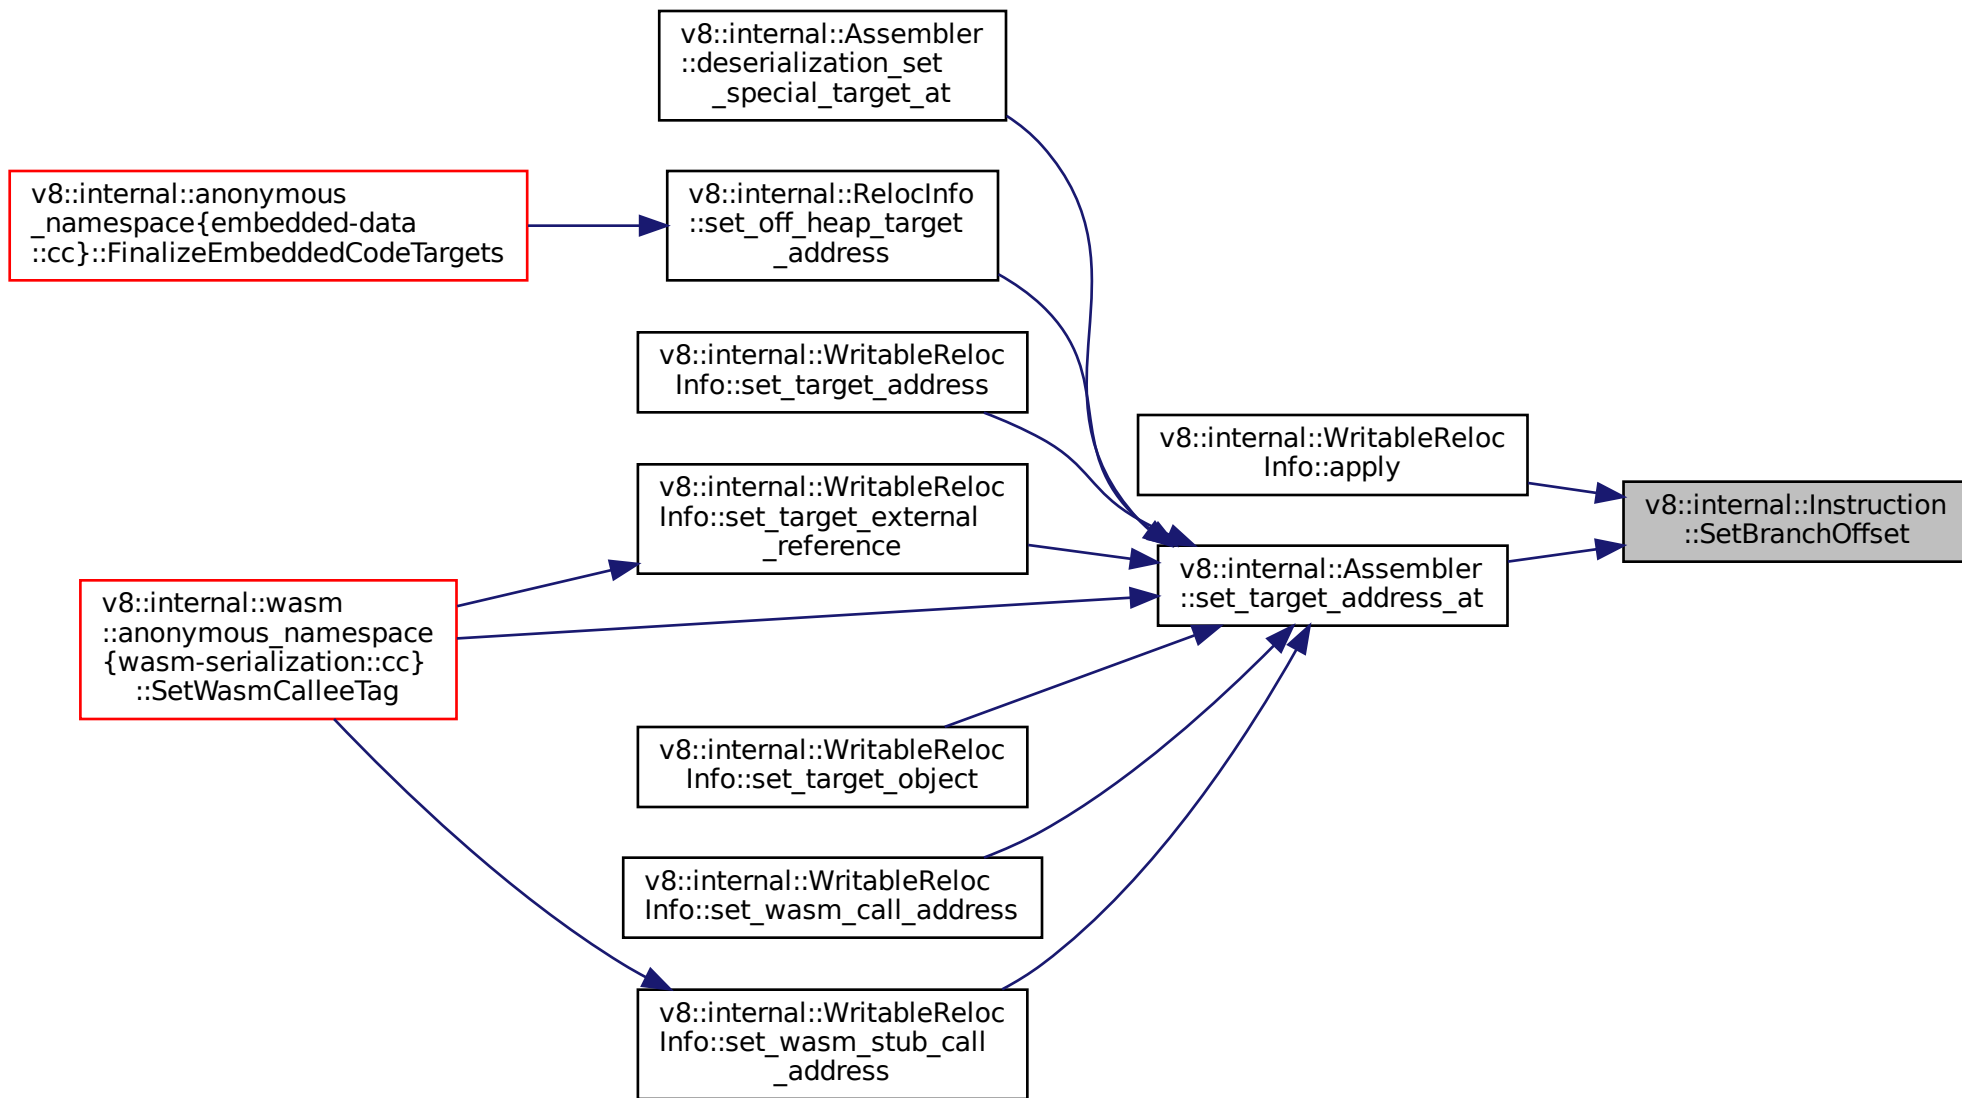 v8::internal::Assembler
::deserialization_set
_special_target_at
v8::internal::anonymous
_namespace{embedded-data
::cc}::FinalizeEmbeddedCodeTargets
v8::internal::RelocInfo
::set_off_heap_target
_address
v8::internal::WritableReloc
Info::set_target_address
v8::internal::WritableReloc
Info::apply
v8::internal::WritableReloc
Info::set_target_external
_reference
v8::internal::Instruction
::SetBranchOffset
v8::internal::Assembler
::set_target_address_at
v8::internal::wasm
::anonymous_namespace
{wasm-serialization::cc}
::SetWasmCalleeTag
v8::internal::WritableReloc
Info::set_target_object
v8::internal::WritableReloc
Info::set_wasm_call_address
v8::internal::WritableReloc
Info::set_wasm_stub_call
_address